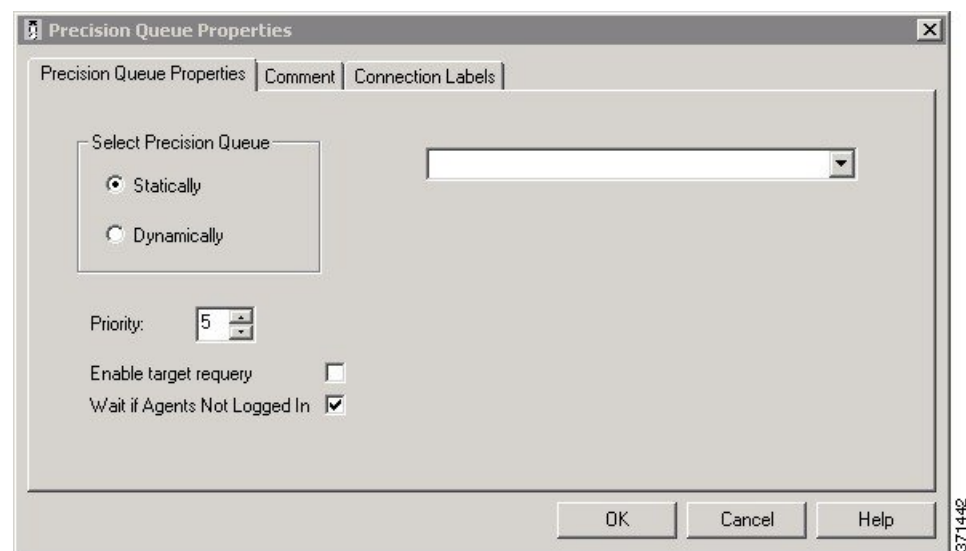 Precision Queue Properties
Precision Queue Properties
Comment
Connection Labels
Select Precision Queue
Statically
Dynamically
Priority: 5
Enable target requery
Wait if Agents Not Logged In
OK
Cancel
Help
371442